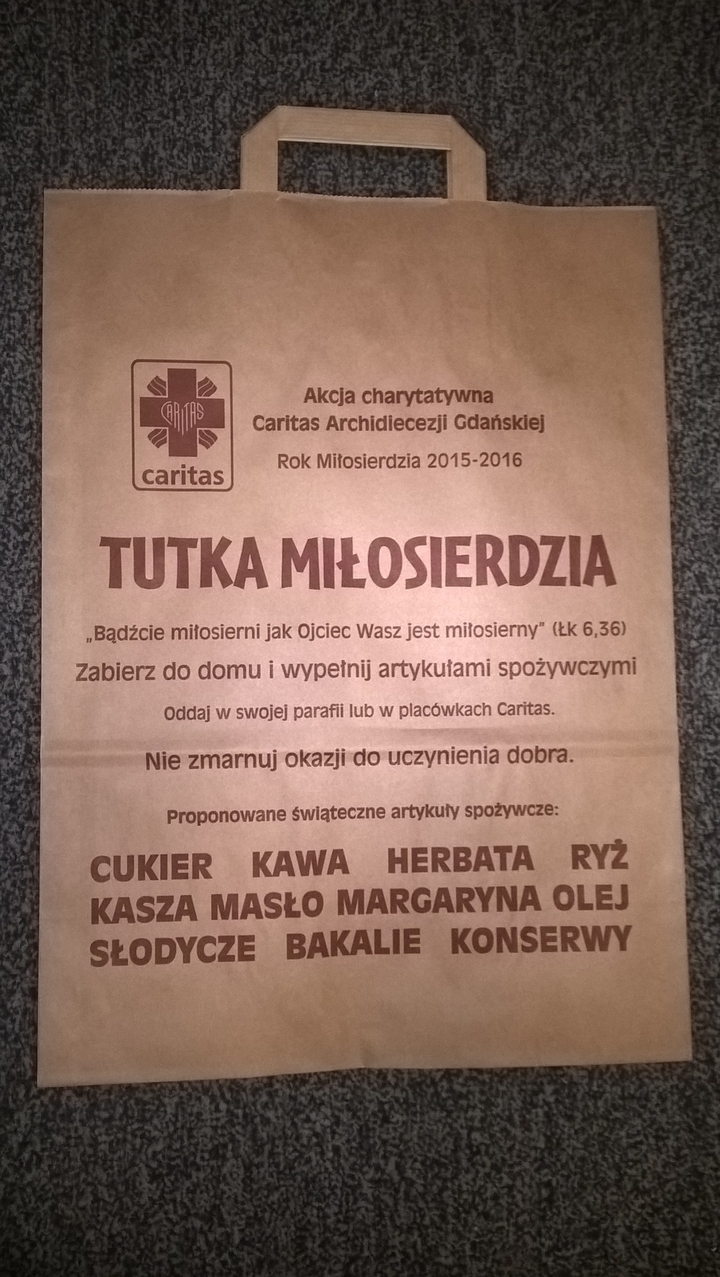 CARITAS
caritas
Akcja charytatywna
Caritas Archidiecezji Gdańskiej
Rok Miłosierdzia 2015-2016
TUTKA MIŁOSIERDZIA
„Bądźcie miłosierni jak Ojciec Wasz jest miłosierny” (Łk 6,36)
Zabierz do domu i wypełnij artykułami spożywczymi
Oddaj w swojej parafii lub w placówkach Caritas.
Nie zmarnuj okazji do uczynienia dobra.
Proponowane świąteczne artykuły spożywcze:
CUKIER KAWA HERBATA RYŻ
KASZA MASŁO MARGARYNA OLEJ
SŁODYCZE BAKALIE KONSERWY